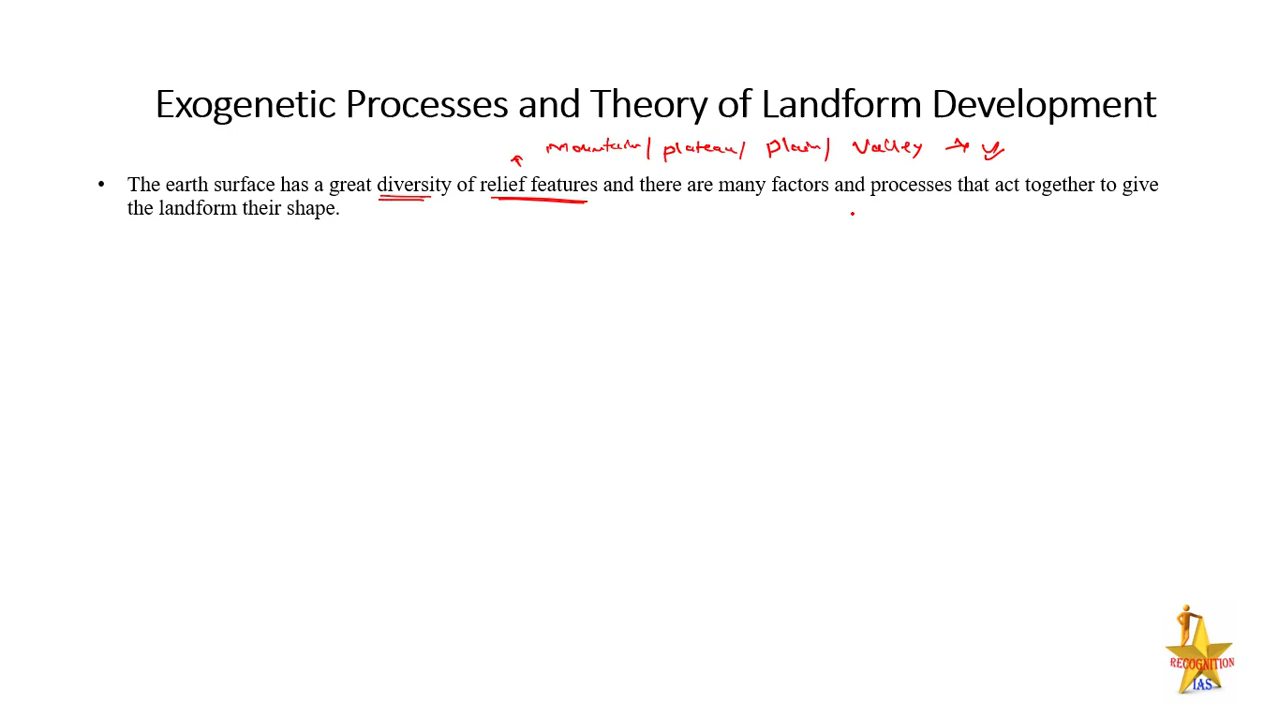 Exogenetic Processes and Theory of Landform Development
Mountain/ plateau/ plain/ valley →
• The earth surface has a great diversity of relief features and there are many factors and processes that act together to give
the landform their shape.
RECOGNITION
IAS